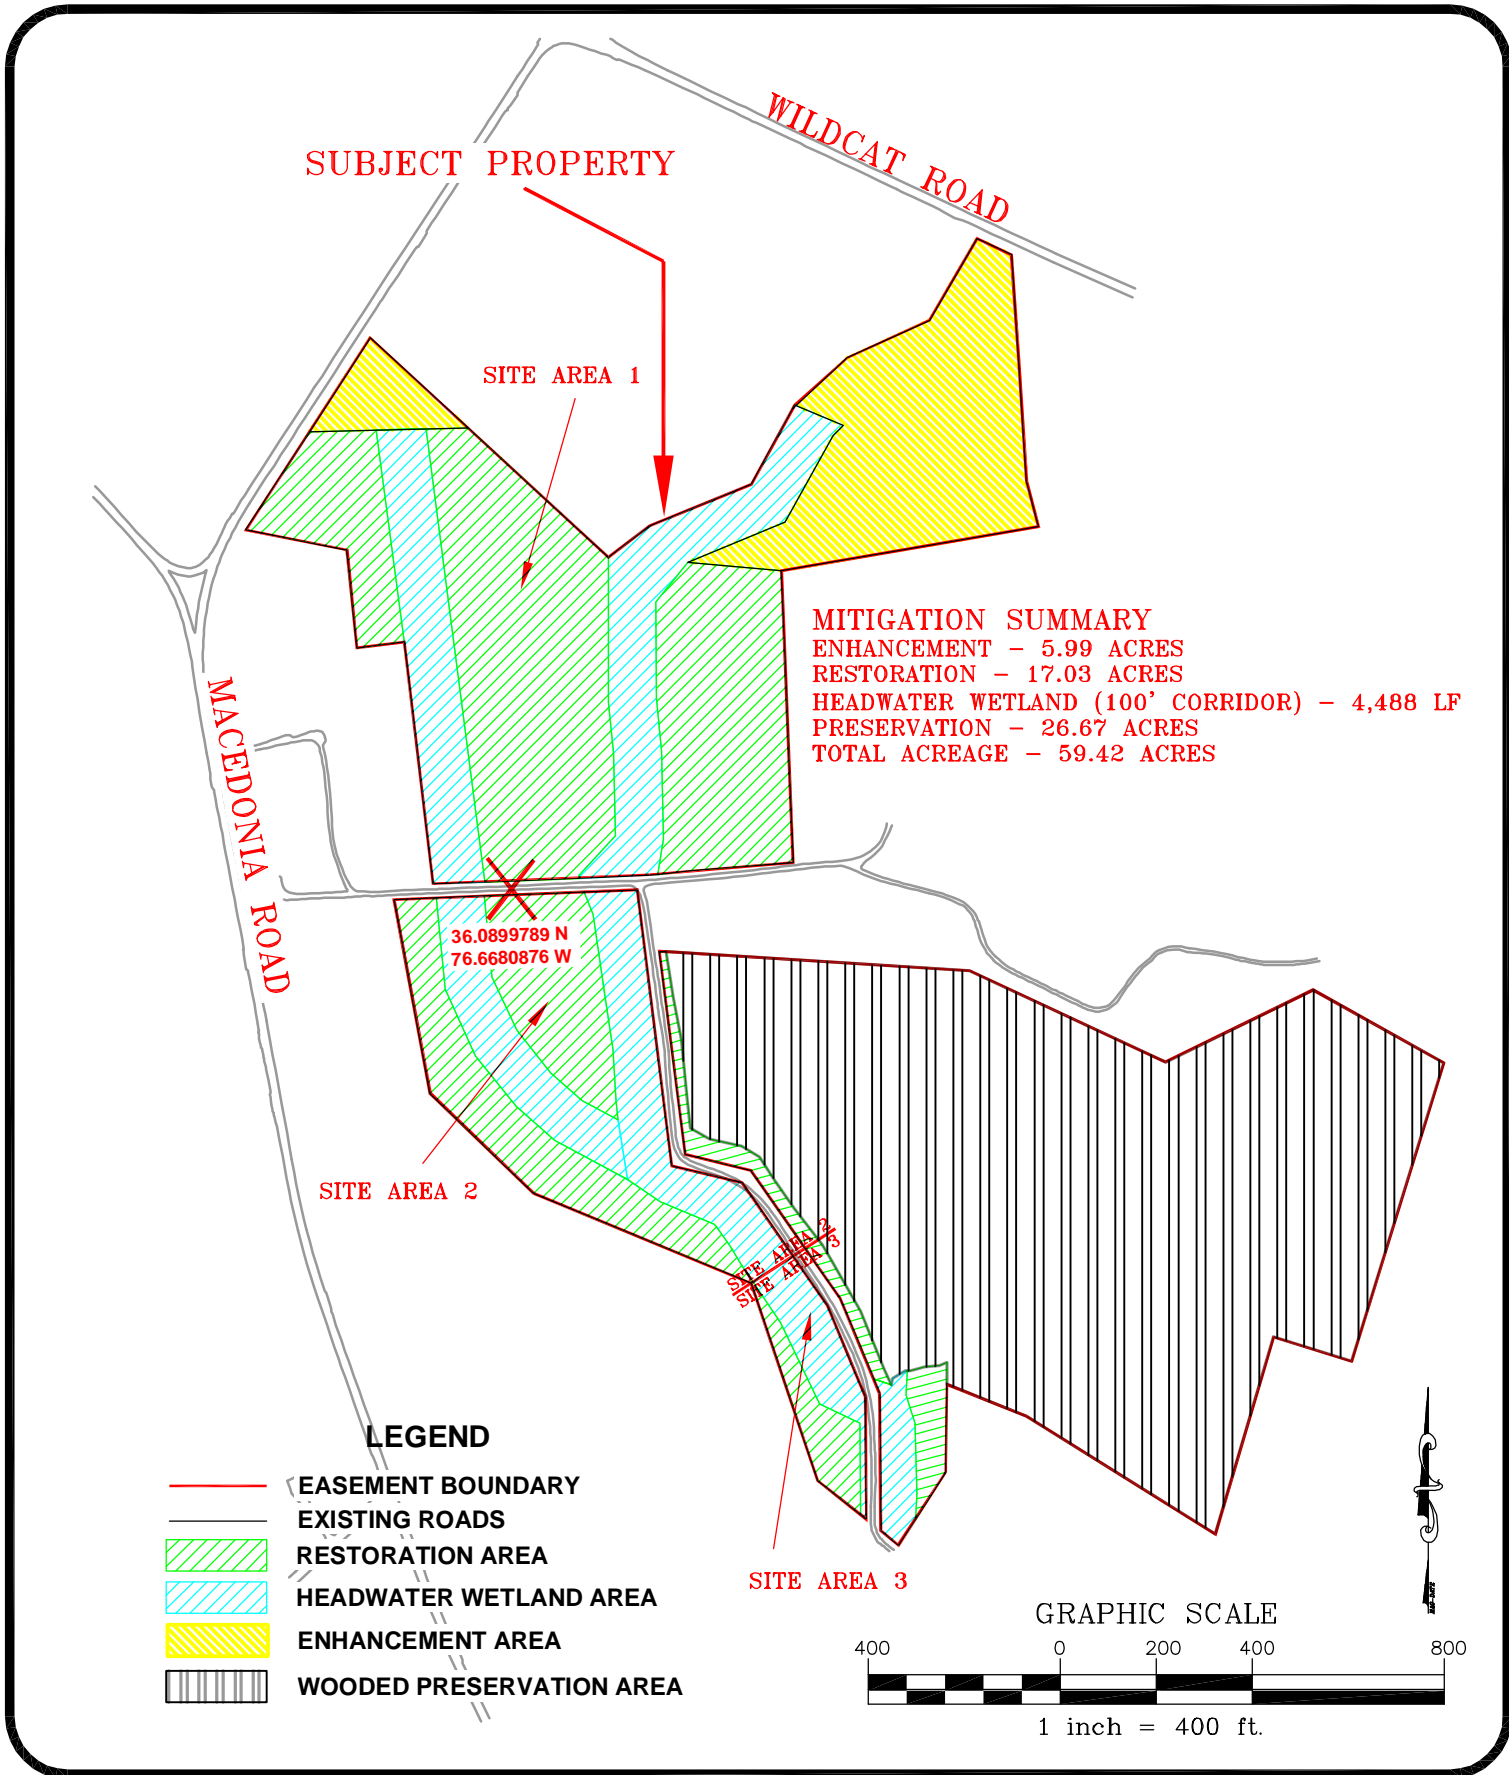 WILDCAT ROAD
SUBJECT PROPERTY
SITE AREA 1
MITIGATION SUMMARY
ENHANCEMENT - 5.99 ACRES
RESTORATION - 17.03 ACRES
HEADWATER WETLAND (100' CORRIDOR) - 4,488 LF
PRESERVATION - 26.67 ACRES
TOTAL ACREAGE - 59.42 ACRES
MACEDONIA ROAD
36.0899789 N
76.6680876 W
SITE AREA 2
SITE AREA 2
SITE AREA 3
SITE AREA 3
LEGEND
EASEMENT BOUNDARY
EXISTING ROADS
RESTORATION AREA
HEADWATER WETLAND AREA
ENHANCEMENT AREA
WOODED PRESERVATION AREA
GRAPHIC SCALE
400 0 200 400 800
1 inch = 400 ft.